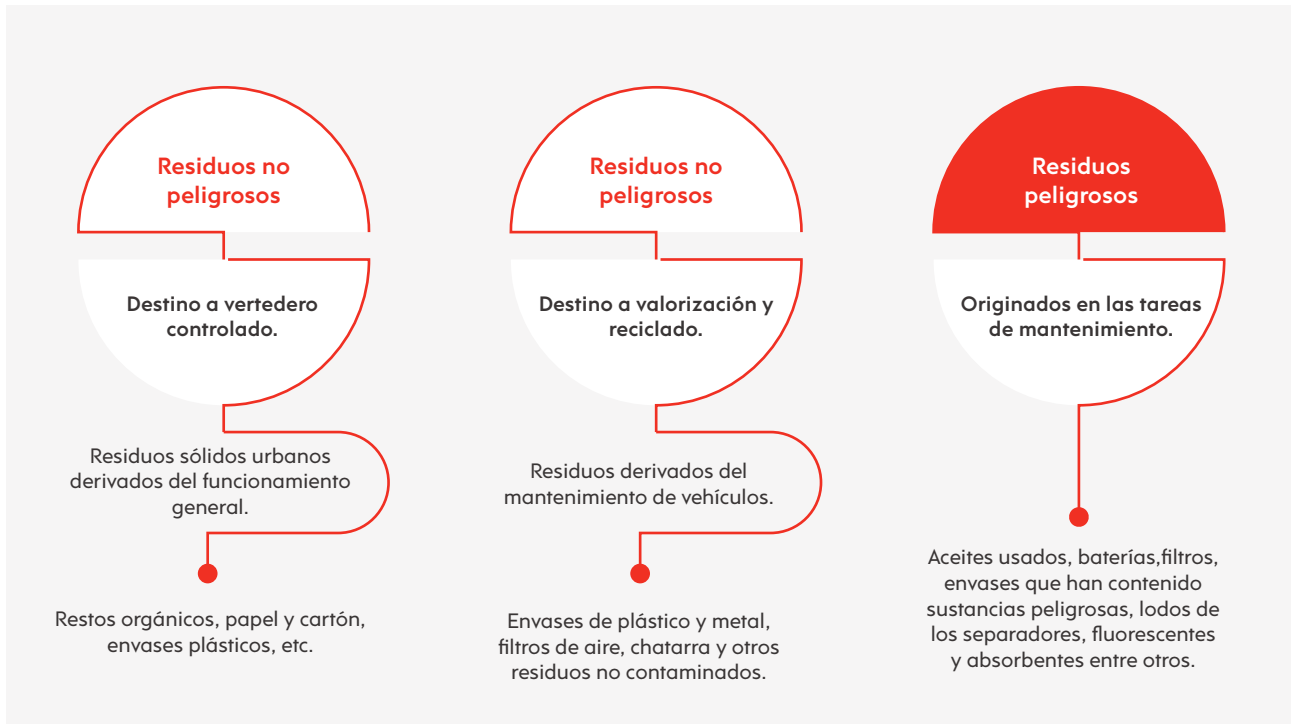 Residuos no
peligrosos
Destino a vertedero
controlado.
Residuos sólidos urbanos
derivados del funcionamiento
general.
Restos orgánicos, papel y cartón,
envases plásticos, etc.
Residuos no
peligrosos
Destino a valorización y
reciclado.
Residuos derivados del
mantenimiento de vehículos.
Envases de plástico y metal,
filtros de aire, chatarra y otros
residuos no contaminados.
Residuos
peligrosos
Originados en las tareas
de mantenimiento.
Aceites usados, baterías,filtros,
envases que han contenido
sustancias peligrosas, lodos de
los separadores, fluorescentes
y absorbentes entre otros.